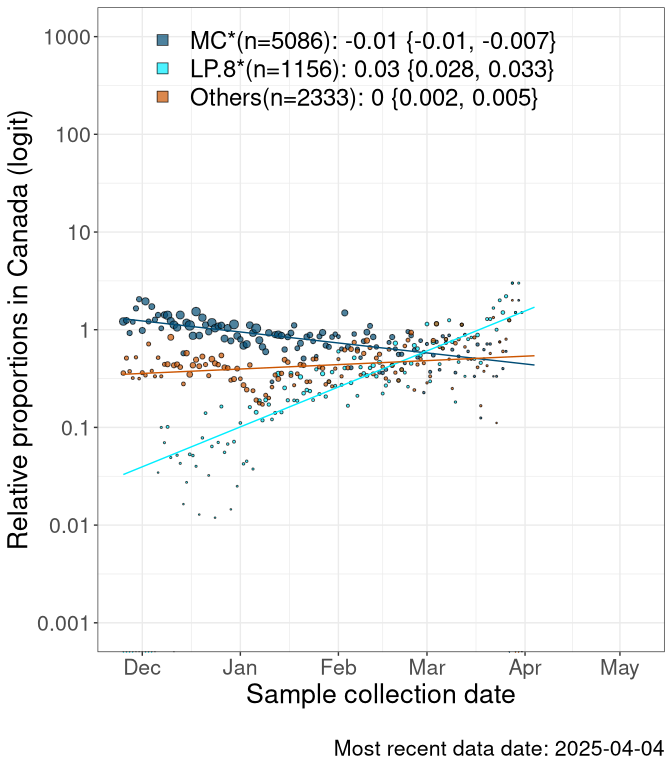 MC*(n=5086): -0.01 {-0.01, -0.007}
LP.8*(n=1156): 0.03 {0.028, 0.033}
Others(n=2333): 0 {0.002, 0.005}
Relative proportions in Canada (logit)
1000
100
10
1
0.1
0.01
0.001
Dec Jan Feb Mar Apr May
Sample collection date
Most recent data date: 2025-04-04